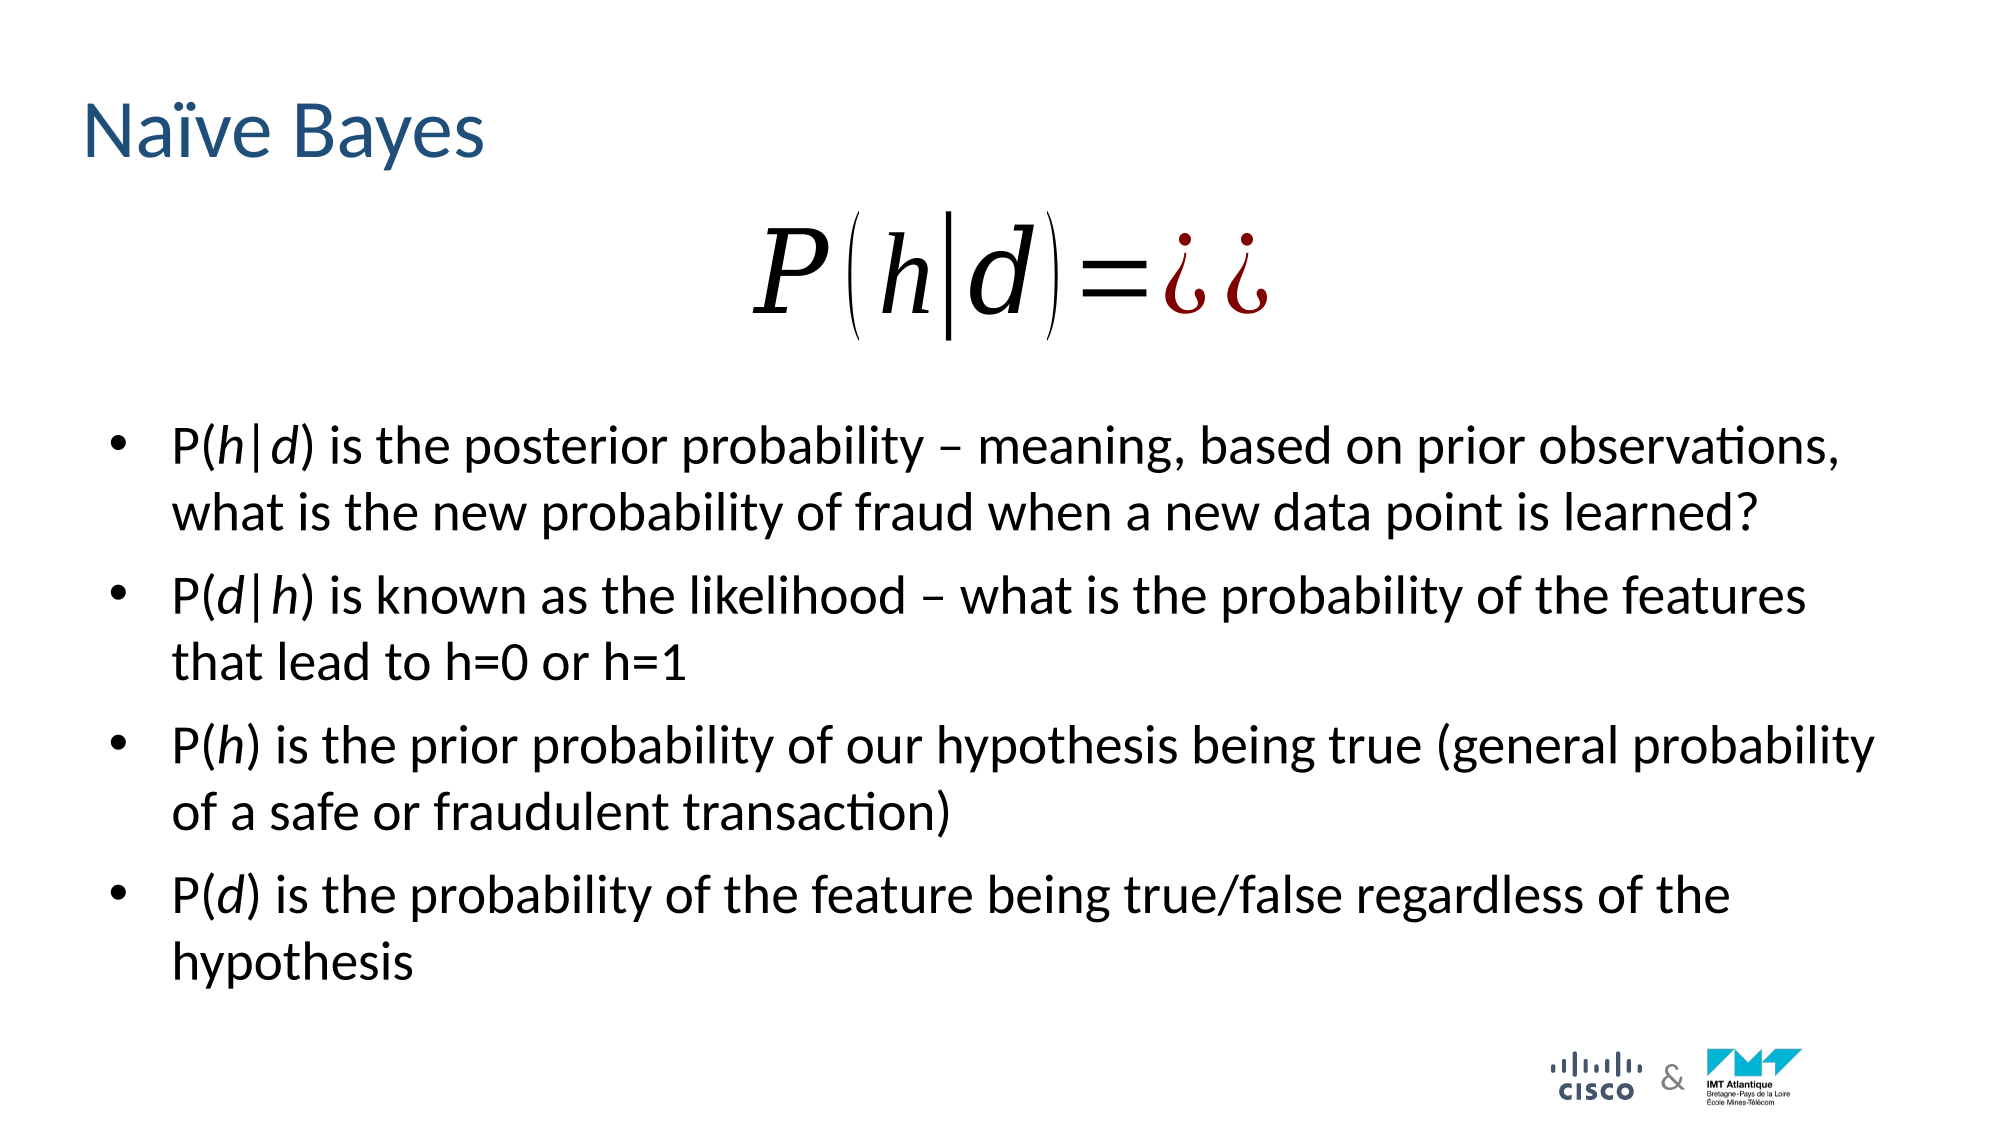 Naïve Bayes
P(h|d)=¿¿
• P(h|d) is the posterior probability – meaning, based on prior observations,
what is the new probability of fraud when a new data point is learned?
• P(d|h) is known as the likelihood – what is the probability of the features
that lead to h=0 or h=1
• P(h) is the prior probability of our hypothesis being true (general probability
of a safe or fraudulent transaction)
• P(d) is the probability of the feature being true/false regardless of the
hypothesis
CISCO & IMT Atlantique
Bretagne-Pays de la Loire
École Mines-Télécom